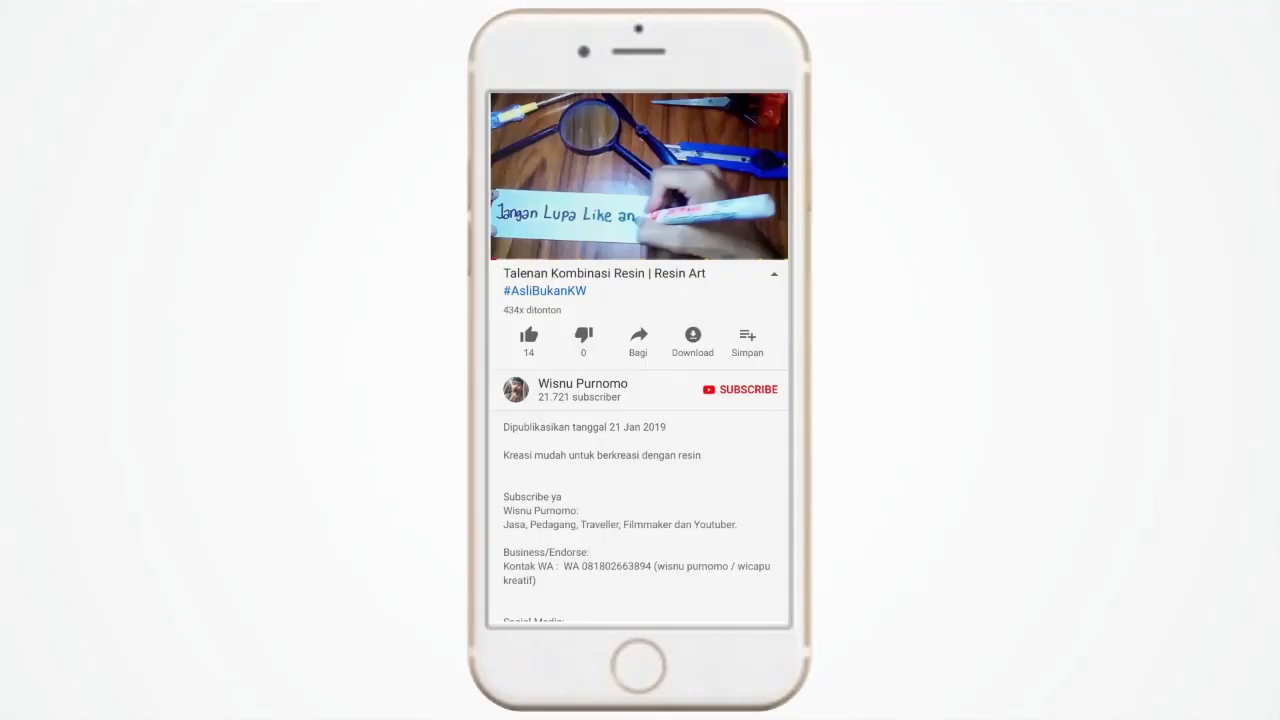 Jangan Lupa Like an
Talenan Kombinasi Resin | Resin Art
#AsliBukanKW
434x ditonton
14
0
Bagi
Download
Simpan
Wisnu Purnomo
21.721 subscriber
SUBSCRIBE
Dipublikasikan tanggal 21 Jan 2019
Kreasi mudah untuk berkreasi dengan resin
Subscribe ya
Wisnu Purnomo:
Jasa, Pedagang, Traveller, Filmmaker dan Youtuber.
Business/Endorse:
Kontak WA : WA 081802663894 (wisnu purnomo / wicapu
kreatif)
Social Media: